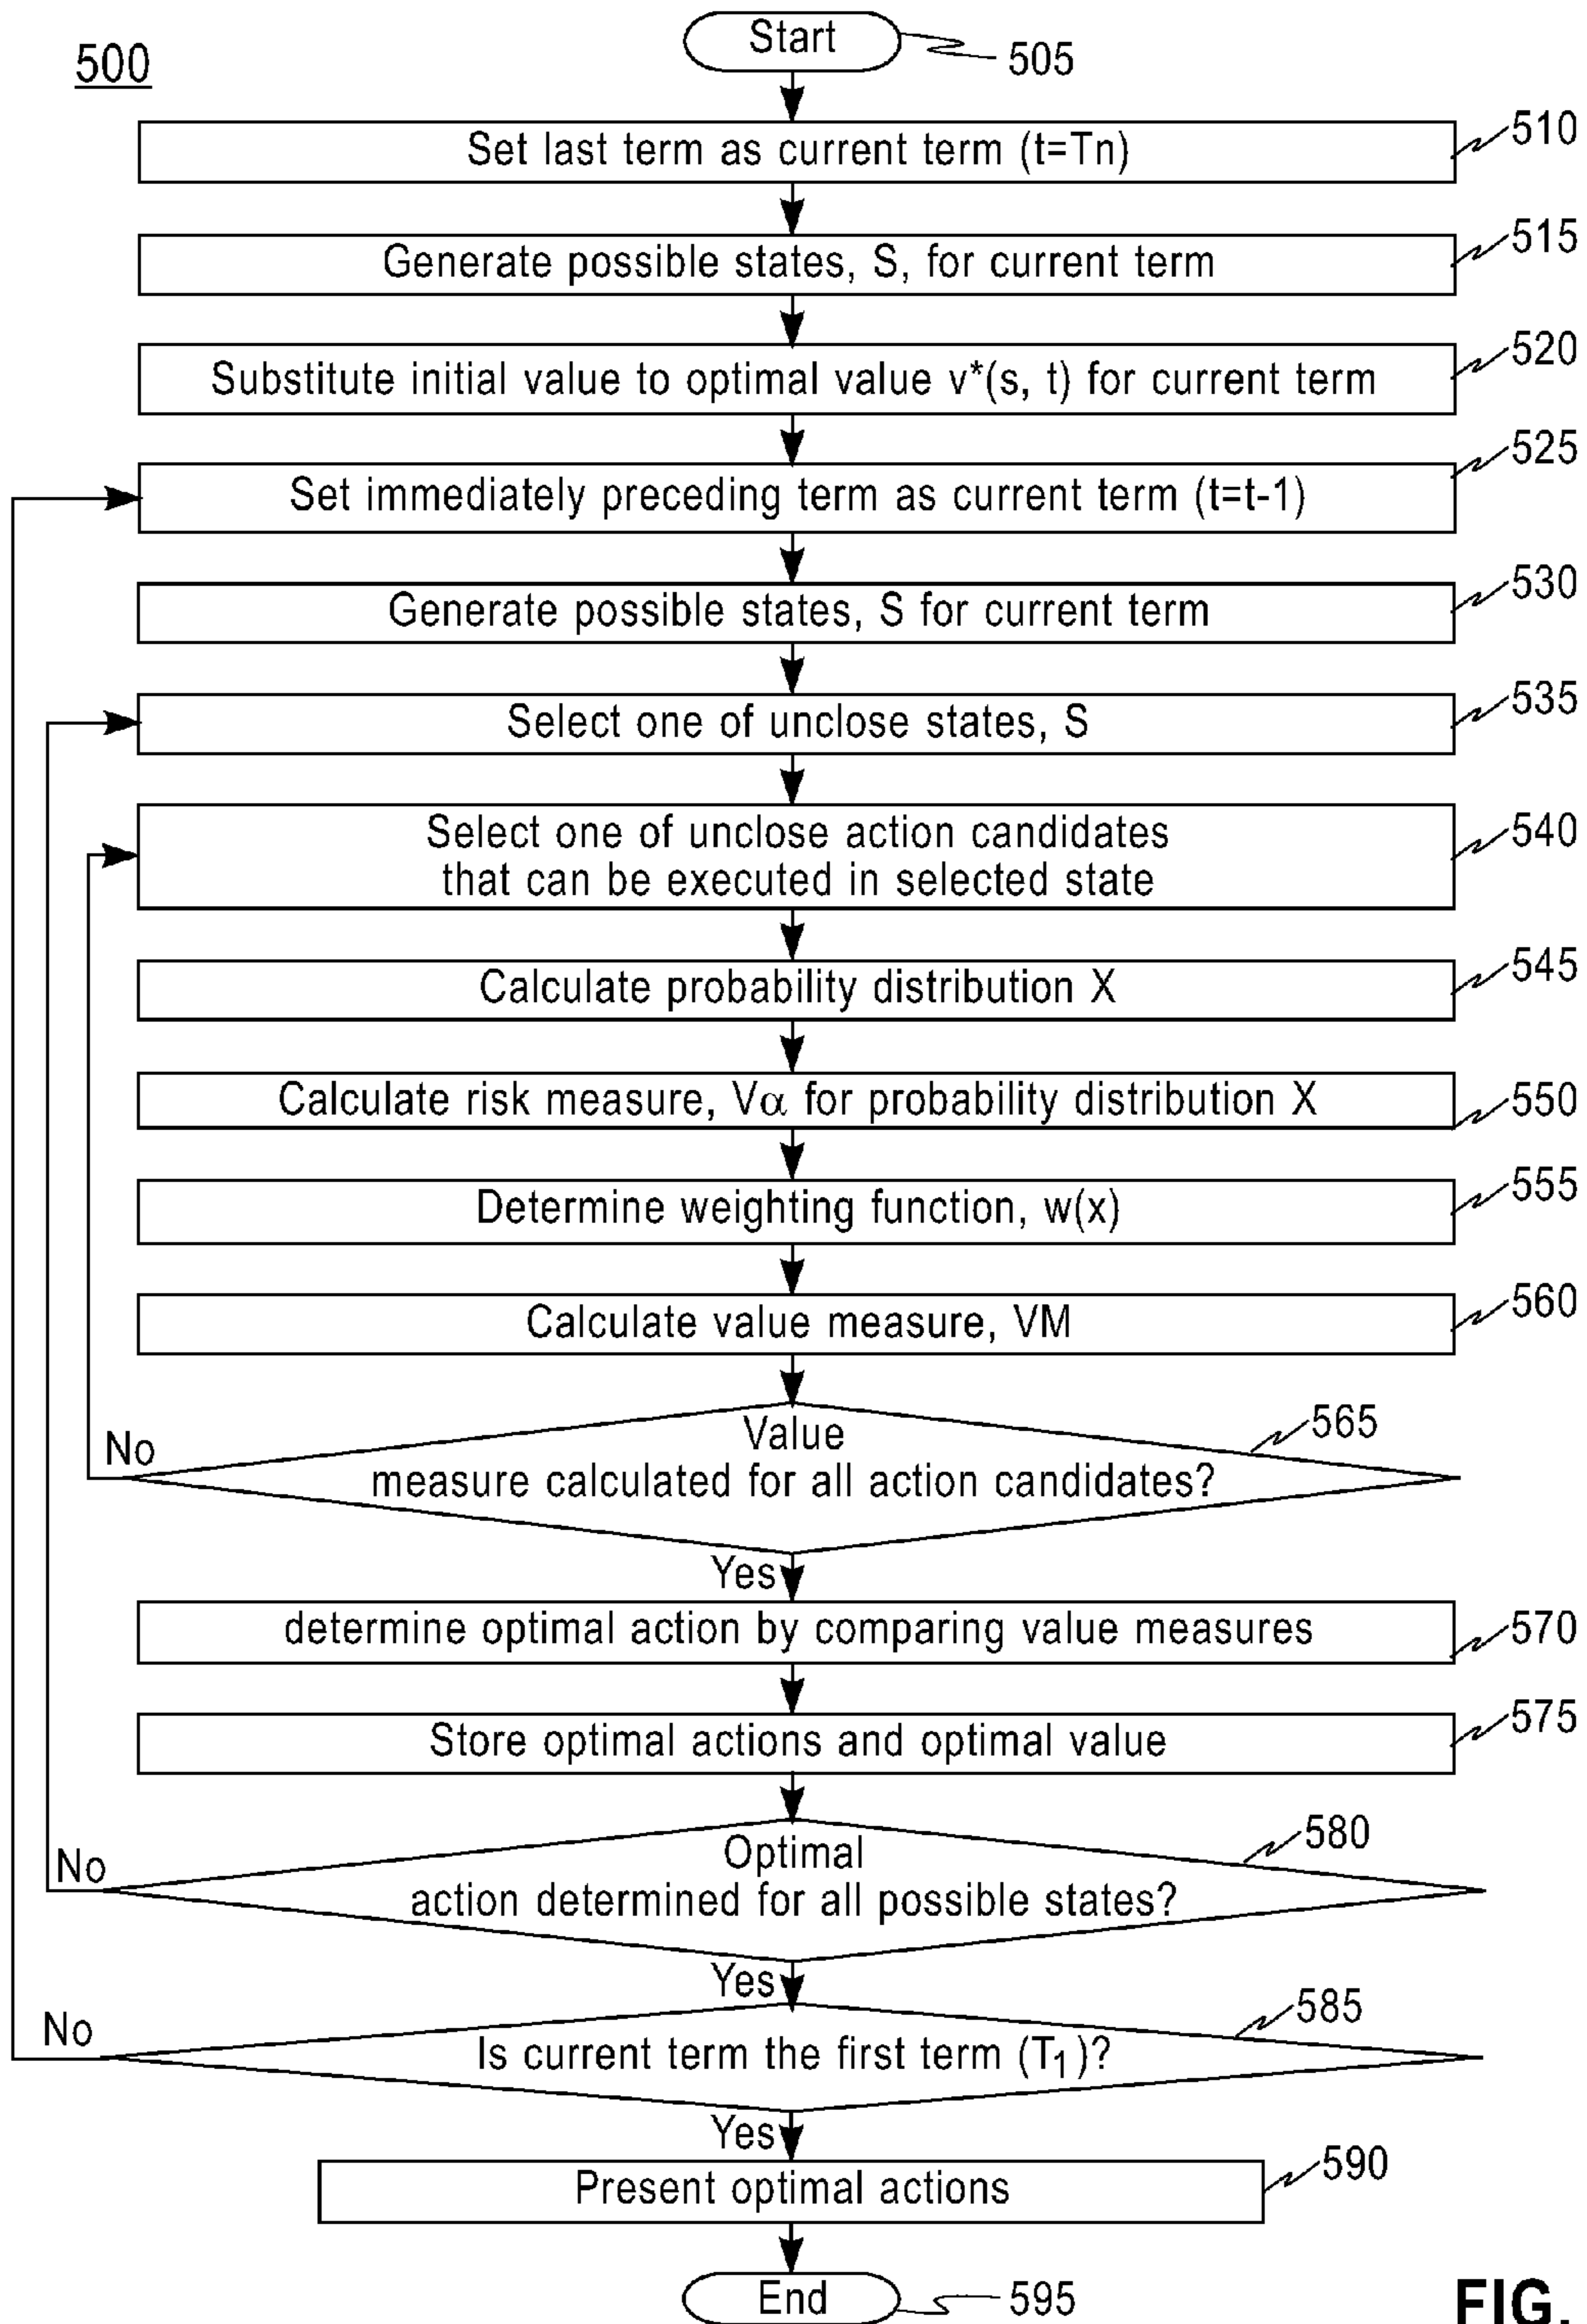 500
Start
505
Set last term as current term (t=Tn)
510
Generate possible states, S, for current term
515
Substitute initial value to optimal value v*(s, t) for current term
520
Set immediately preceding term as current term (t=t-1)
525
Generate possible states, S for current term
530
Select one of unclose states, S
535
Select one of unclose action candidates
that can be executed in selected state
540
Calculate probability distribution X
545
Calculate risk measure, Vα for probability distribution X
550
Determine weighting function, w(x)
555
Calculate value measure, VM
560
Value
measure calculated for all action candidates?
565
No
Yes
determine optimal action by comparing value measures
570
Store optimal actions and optimal value
575
Optimal
action determined for all possible states?
580
No
Yes
Is current term the first term (T₁)?
585
No
Yes
Present optimal actions
590
End
595
FIG.